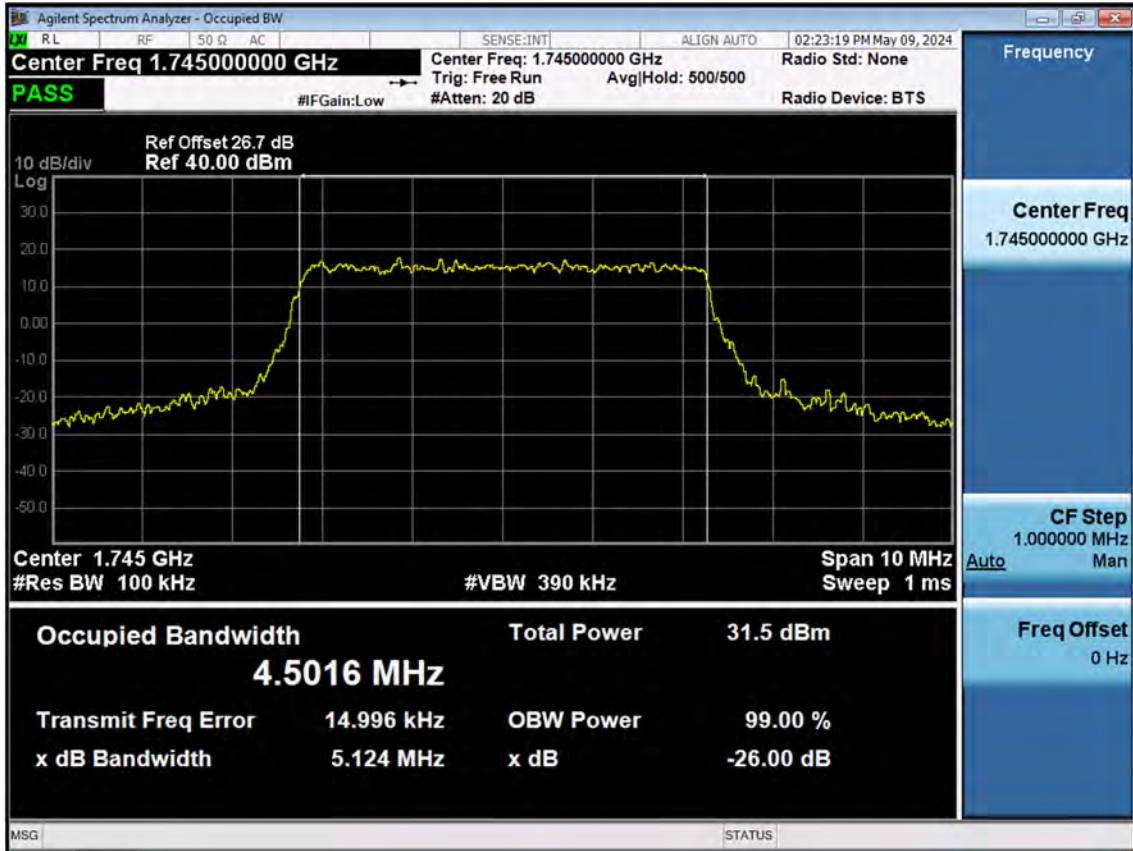 Agilent Spectrum Analyzer - Occupied BW
LXI RL RF 50 Ω AC SENSE:INT ALIGN AUTO 02:23:19 PM May 09, 2024
Center Freq 1.745000000 GHz
PASS
#IFGain:Low
Center Freq: 1.745000000 GHz
Trig: Free Run Avg|Hold: 500/500
#Atten: 20 dB
Radio Std: None
Radio Device: BTS
Ref Offset 26.7 dB
10 dB/div Ref 40.00 dBm
Log
30.0
20.0
10.0
0.00
-10.0
-20.0
-30.0
-40.0
-50.0
Center 1.745 GHz Span 10 MHz
#Res BW 100 kHz #VBW 390 kHz Sweep 1 ms
Occupied Bandwidth Total Power 31.5 dBm
4.5016 MHz
Transmit Freq Error 14.996 kHz OBW Power 99.00 %
x dB Bandwidth 5.124 MHz x dB -26.00 dB
MSG STATUS
Frequency
Center Freq
1.745000000 GHz
CF Step
1.000000 MHz
Auto Man
Freq Offset
0 Hz